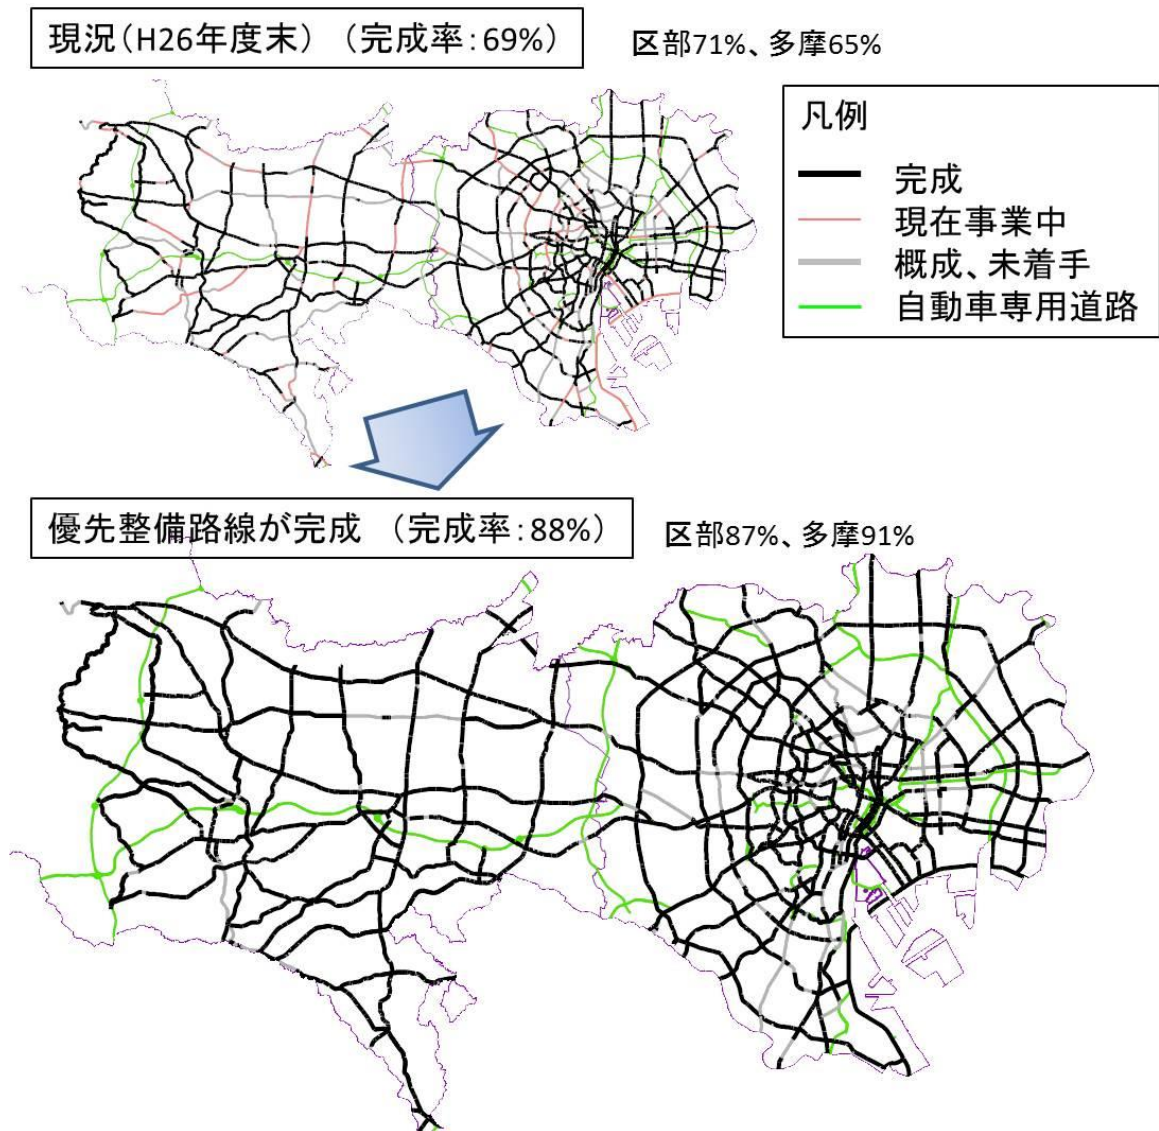 現況（H26年度末）（完成率：69%）
区部71%、多摩65%
凡例
完成
現在事業中
概成、未着手
自動車専用道路
優先整備路線が完成 （完成率：88%）
区部87%、多摩91%